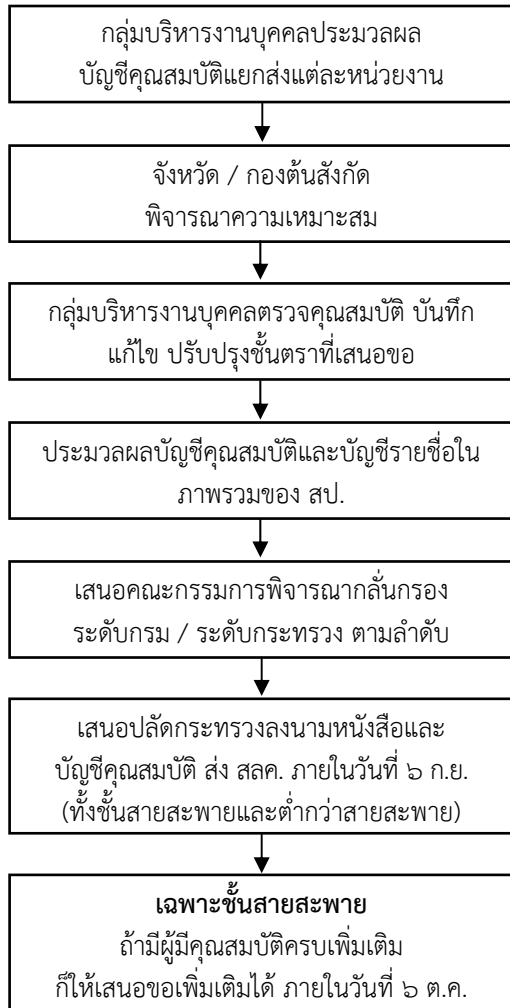 กลุ่มบริหารงานบุคคลประมวลผล
บัญชีคุณสมบัติแยกส่งแต่ละหน่วยงาน
จังหวัด / กองต้นสังกัด
พิจารณาความเหมาะสม
กลุ่มบริหารงานบุคคลตรวจคุณสมบัติ บันทึก
แก้ไข ปรับปรุงชั้นตราที่เสนอขอ
ประมวลผลบัญชีคุณสมบัติและบัญชีรายชื่อใน
ภาพรวมของ สป.
เสนอคณะกรรมการพิจารณากลั่นกรอง
ระดับกรม / ระดับกระทรวง ตามลำดับ
เสนอปลัดกระทรวงลงนามหนังสือและ
บัญชีคุณสมบัติ ส่ง สลค. ภายในวันที่ ๖ ก.ย.
(ทั้งชั้นสายสะพายและต่ำกว่าสายสะพาย)
เฉพาะชั้นสายสะพาย
ถ้ามีผู้มีคุณสมบัติครบเพิ่มเติม
ก็ให้เสนอขอเพิ่มเติมได้ ภายในวันที่ ๖ ต.ค.